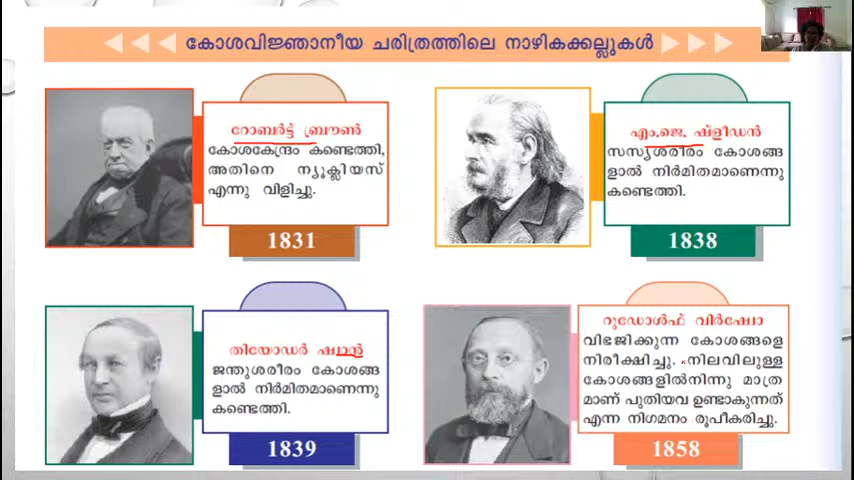 കോശവിജ്ഞാനീയ ചരിത്രത്തിലെ നാഴികക്കല്ലുകൾ
റോബർട്ട് ബ്രൗൺ
കോശകേന്ദ്രം കണ്ടെത്തി,
അതിനെ ന്യൂക്ലിയസ്
എന്നു വിളിച്ചു.
1831
എം.ജെ. ഷ്ളീഡൻ
സസ്യശരീരം കോശങ്ങ
ളാൽ നിർമിതമാണെന്നു
കണ്ടെത്തി.
1838
തിയോഡർ ഷ്വാൻ
ജന്തുശരീരം കോശങ്ങ
ളാൽ നിർമിതമാണെന്നു
കണ്ടെത്തി.
1839
റുഡോൾഫ് വിർഷോ
വിഭജിക്കുന്ന കോശങ്ങളെ
നിരീക്ഷിച്ചു. നിലവിലുള്ള
കോശങ്ങളിൽനിന്നു മാത്ര
മാണ് പുതിയവ ഉണ്ടാകുന്നത്
എന്ന നിഗമനം രൂപീകരിച്ചു.
1858